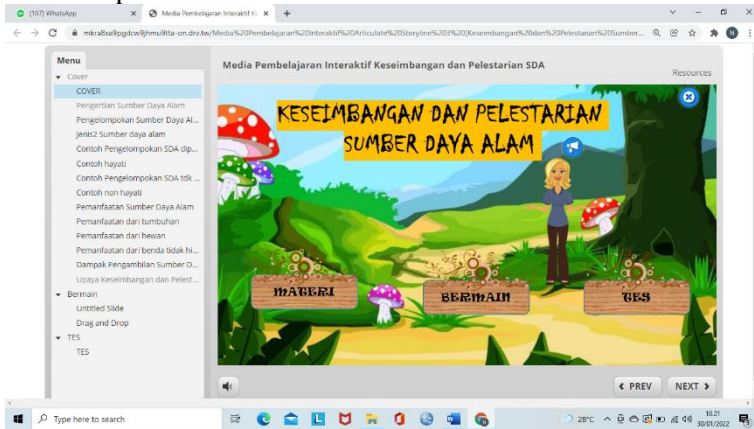 (107) WhatsApp
Media Pembelajaran Interaktif Ke
mkra8xa9pgdcw9jhmu9tta-on.drv.tw/Media%20Pembelajaran%20Interaktif%20Articulate%20Storyline%203%20(Keseimbangan%20dan%20Pelestarian%20Sumber...
Menu
Media Pembelajaran Interaktif Keseimbangan dan Pelestarian SDA
Resources
Cover
COVER
Pengertian Sumber Daya Alam
Pengelompokan Sumber Daya Al...
Jenis2 Sumber daya alam
Contoh Pengelompokan SDA dip...
Contoh hayati
Contoh Pengelompokan SDA tdk ...
Contoh non hayati
Pemanfaatan Sumber Daya Alam
Pemanfaatan dari tumbuhan
Pemanfaatan dari hewan
Pemanfaatan dari benda tidak hi...
Dampak Pengambilan Sumber D...
Upaya Keseimbangan dan Pelest...
Bermain
Untitled Slide
Drag and Drop
TES
TES
KESEIMBANGAN DAN PELESTARIAN
SUMBER DAYA ALAM
MATERI
BERMAIN
TES
PREV
NEXT
Type here to search
28°C
10.21
30/01/2022